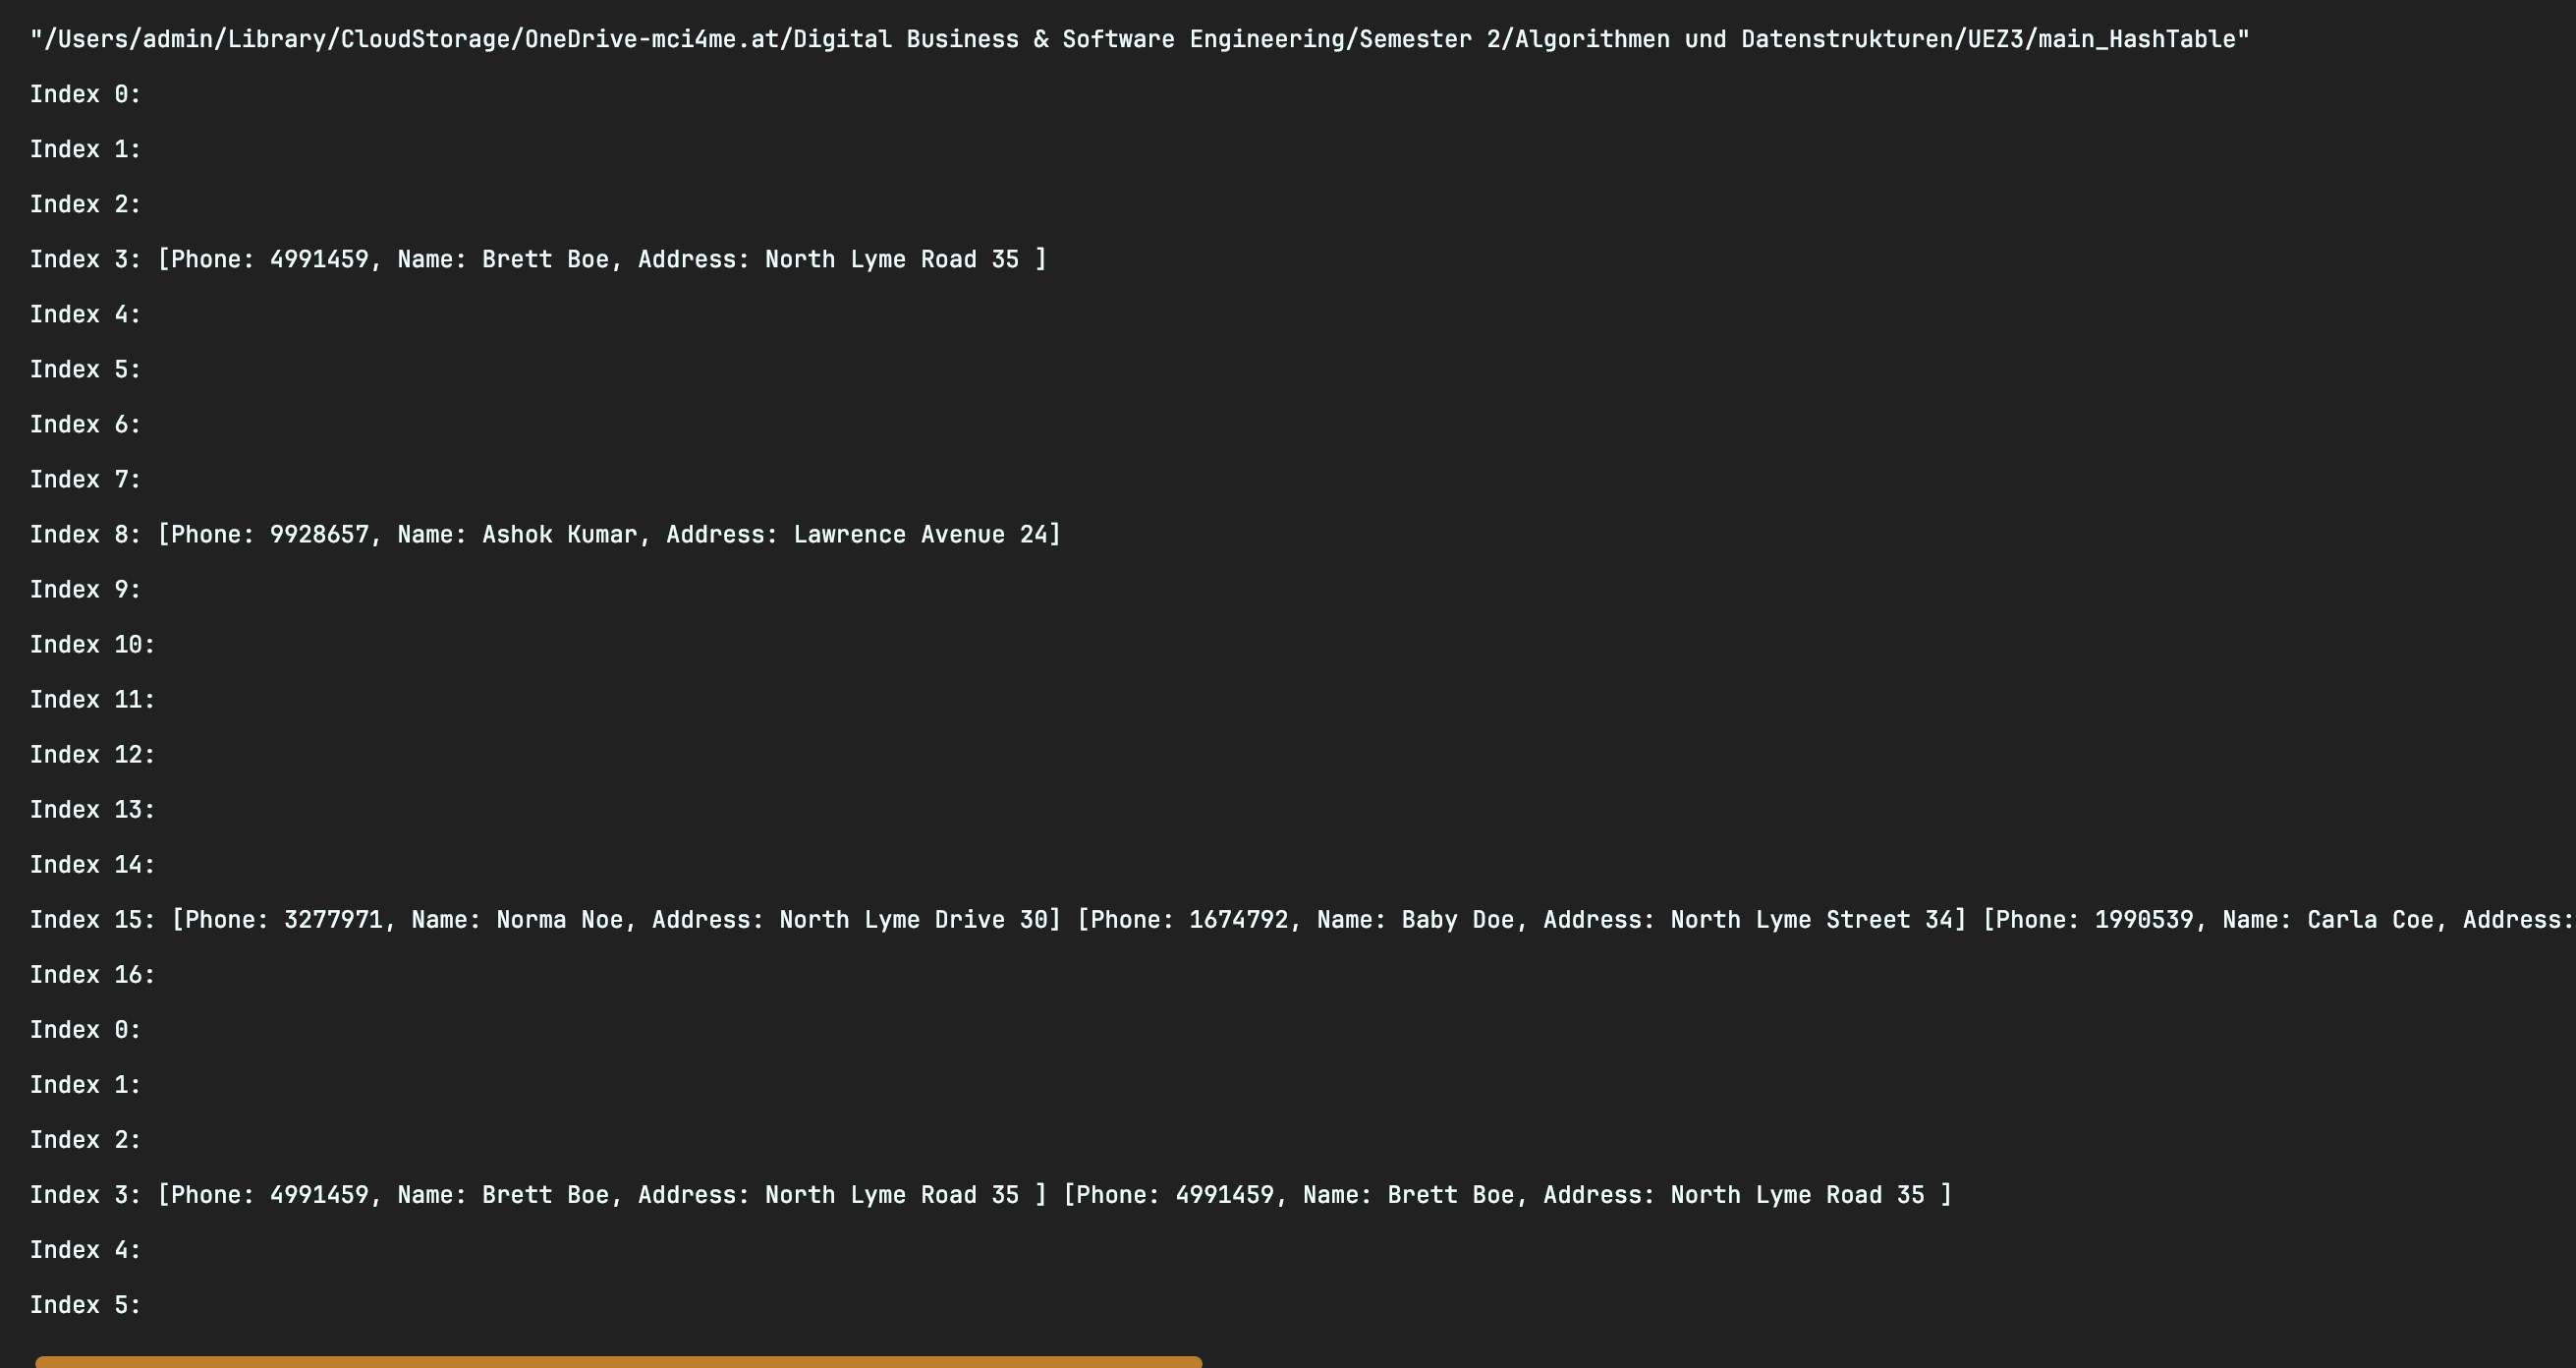 "/Users/admin/Library/CloudStorage/OneDrive-mci4me.at/Digital Business & Software Engineering/Semester 2/Algorithmen und Datenstrukturen/UEZ3/main_HashTable"
Index 0:
Index 1:
Index 2:
Index 3: [Phone: 4991459, Name: Brett Boe, Address: North Lyme Road 35 ]
Index 4:
Index 5:
Index 6:
Index 7:
Index 8: [Phone: 9928657, Name: Ashok Kumar, Address: Lawrence Avenue 24]
Index 9:
Index 10:
Index 11:
Index 12:
Index 13:
Index 14:
Index 15: [Phone: 3277971, Name: Norma Noe, Address: North Lyme Drive 30] [Phone: 1674792, Name: Baby Doe, Address: North Lyme Street 34] [Phone: 1990539, Name: Carla Coe, Address:
Index 16:
Index 0:
Index 1:
Index 2:
Index 3: [Phone: 4991459, Name: Brett Boe, Address: North Lyme Road 35 ] [Phone: 4991459, Name: Brett Boe, Address: North Lyme Road 35 ]
Index 4:
Index 5: